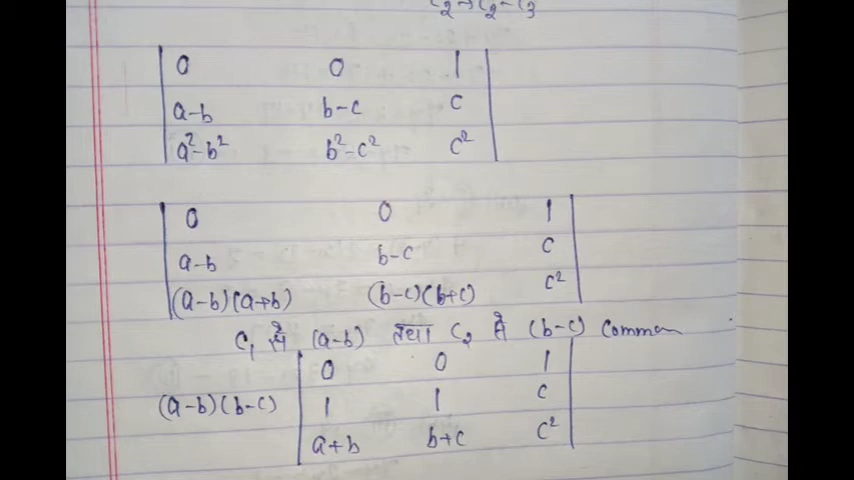 C₂→C₂-C₃
0 0 1
a-b b-c c
a²-b² b²-c² c²
0 0 1
a-b b-c c
(a-b)(a+b) (b-c)(b+c) c²
C₁ से (a-b) तथा C₂ से (b-c) Common
0 0 1
(a-b)(b-c) 1 1 c
a+b b+c c²